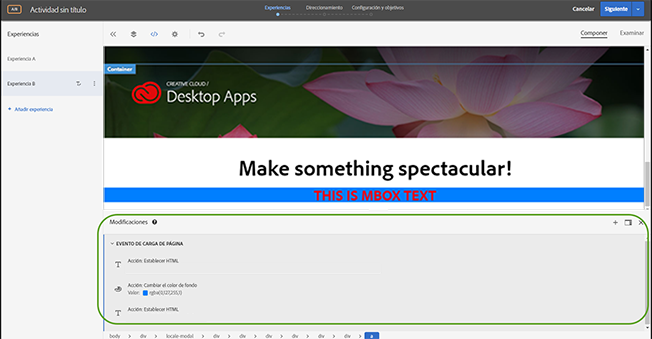 A/B
Actividad sin título
Experiencias
Direccionamiento
Configuración y objetivos
Cancelar
Siguiente
Experiencias
Componer
Examinar
Experiencia A
Experiencia B
Añadir experiencia
Container
CREATIVE CLOUD /
Desktop Apps
Make something spectacular!
THIS IS MBOX TEXT
Modificaciones
EVENTO DE CARGA DE PÁGINA
Acción: Establecer HTML
Acción: Cambiar el color de fondo
Valor: rgba(0,127,255,1)
Acción: Establecer HTML
body > div > locale-modal > div > div > div > div > div > div > a